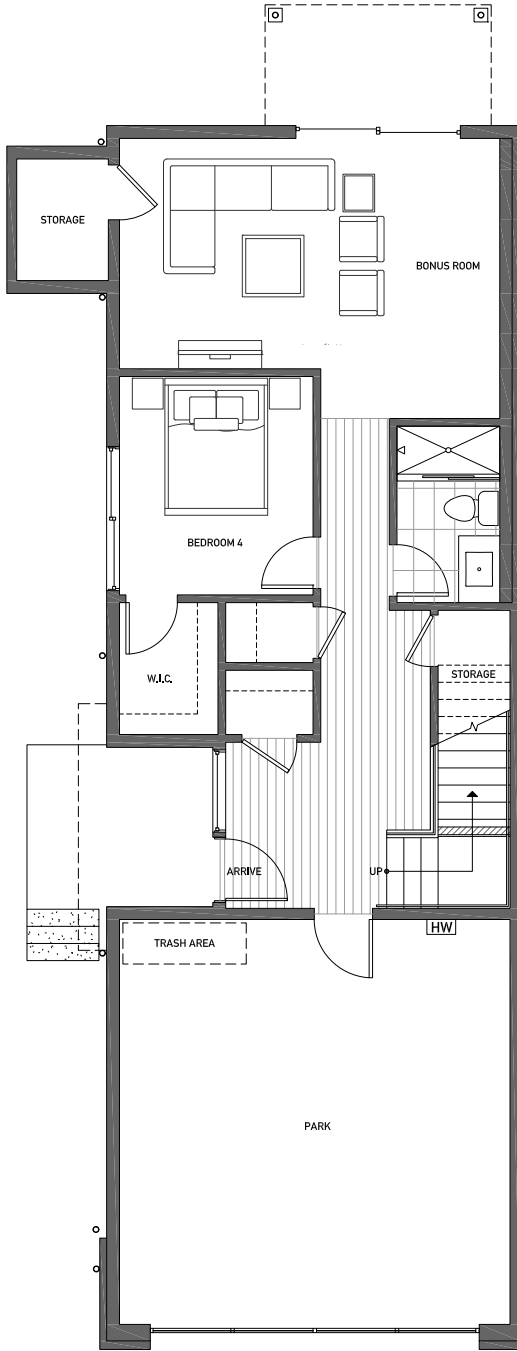 STORAGE
BONUS ROOM
BEDROOM 4
W.I.C.
STORAGE
ARRIVE
UP
HW
TRASH AREA
PARK